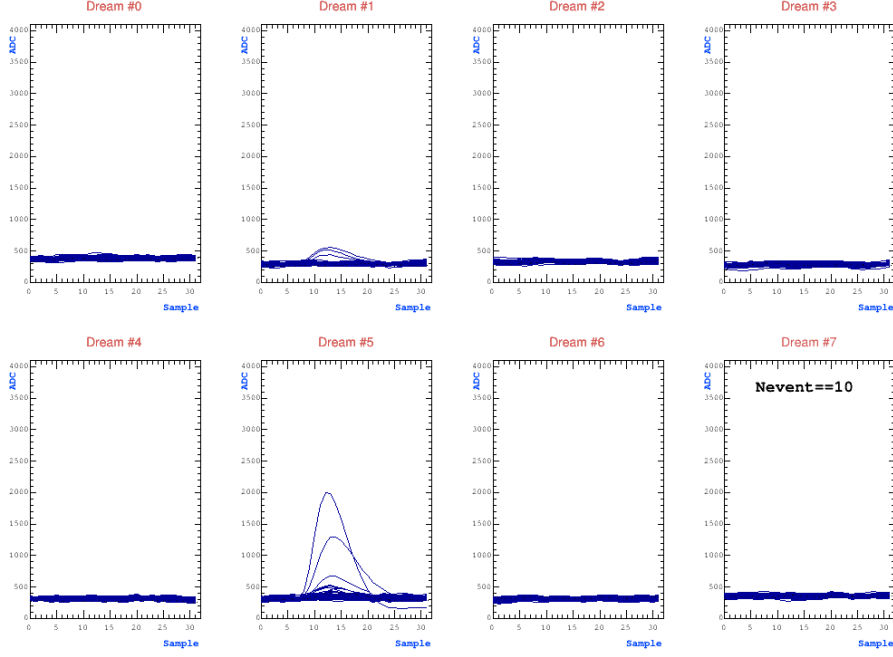 Dream #0 Dream #1 Dream #2 Dream #3
ADC ADC ADC ADC
4000 4000 4000 4000
3500 3500 3500 3500
3000 3000 3000 3000
2500 2500 2500 2500
2000 2000 2000 2000
1500 1500 1500 1500
1000 1000 1000 1000
500 500 500 500
0 0 0 0
0 5 10 15 20 25 30 0 5 10 15 20 25 30 0 5 10 15 20 25 30 0 5 10 15 20 25 30
Sample Sample Sample Sample
Dream #4 Dream #5 Dream #6 Dream #7
ADC ADC ADC ADC
4000 4000 4000 4000
Nevent==10
3500 3500 3500 3500
3000 3000 3000 3000
2500 2500 2500 2500
2000 2000 2000 2000
1500 1500 1500 1500
1000 1000 1000 1000
500 500 500 500
0 0 0 0
0 5 10 15 20 25 30 0 5 10 15 20 25 30 0 5 10 15 20 25 30 0 5 10 15 20 25 30
Sample Sample Sample Sample